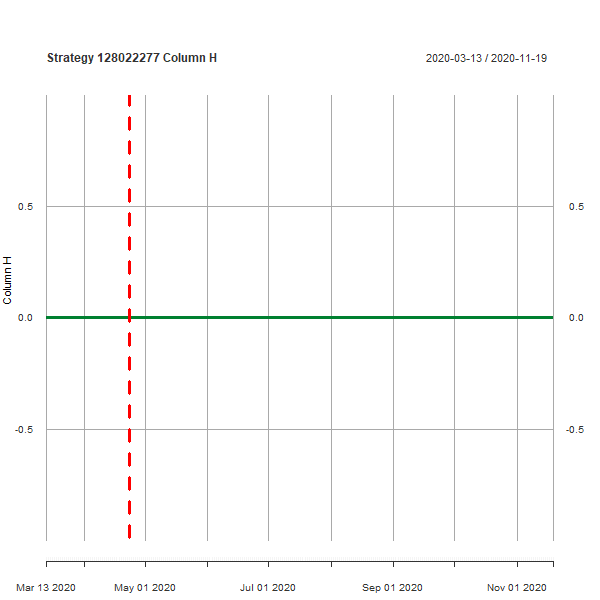 Strategy 128022277 Column H
2020-03-13 / 2020-11-19
Column H
0.5
0.5
0.0
0.0
-0.5
-0.5
Mar 13 2020
May 01 2020
Jul 01 2020
Sep 01 2020
Nov 01 2020